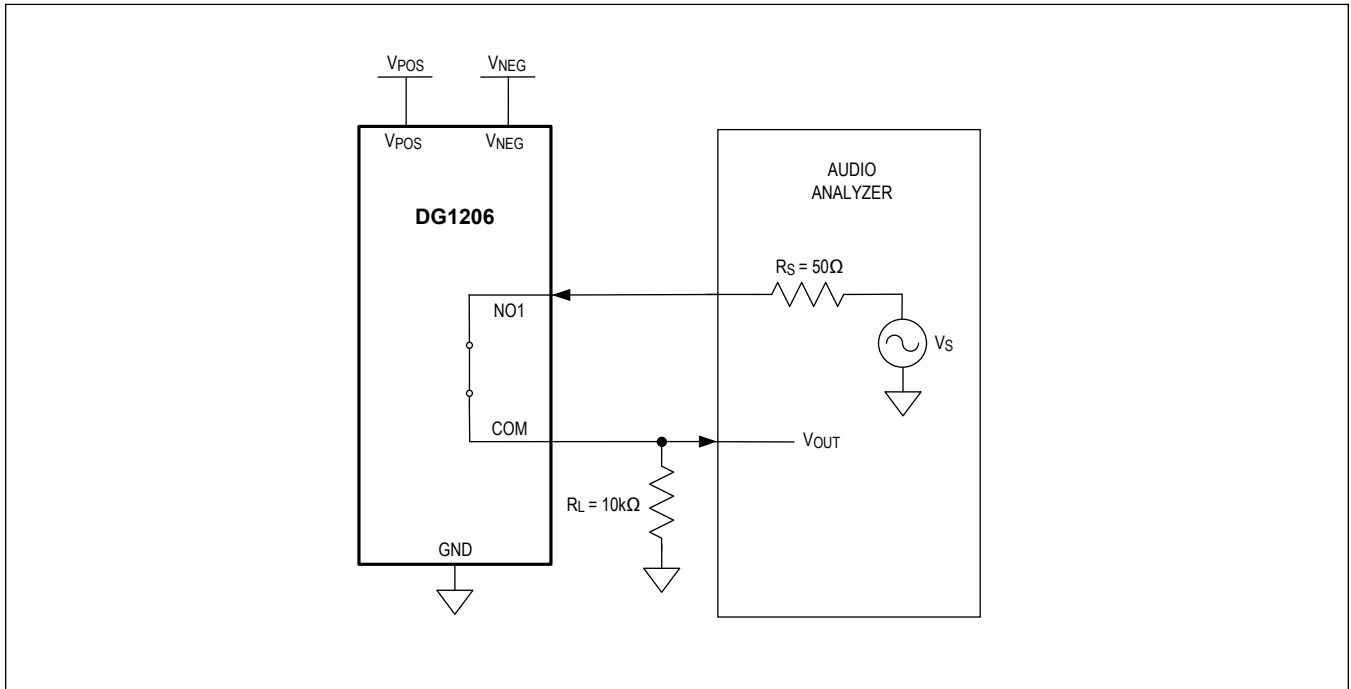 VPOS
VNEG
VPOS
VNEG
AUDIO
ANALYZER
DG1206
RS = 50Ω
NO1
VS
COM
VOUT
RL = 10kΩ
GND